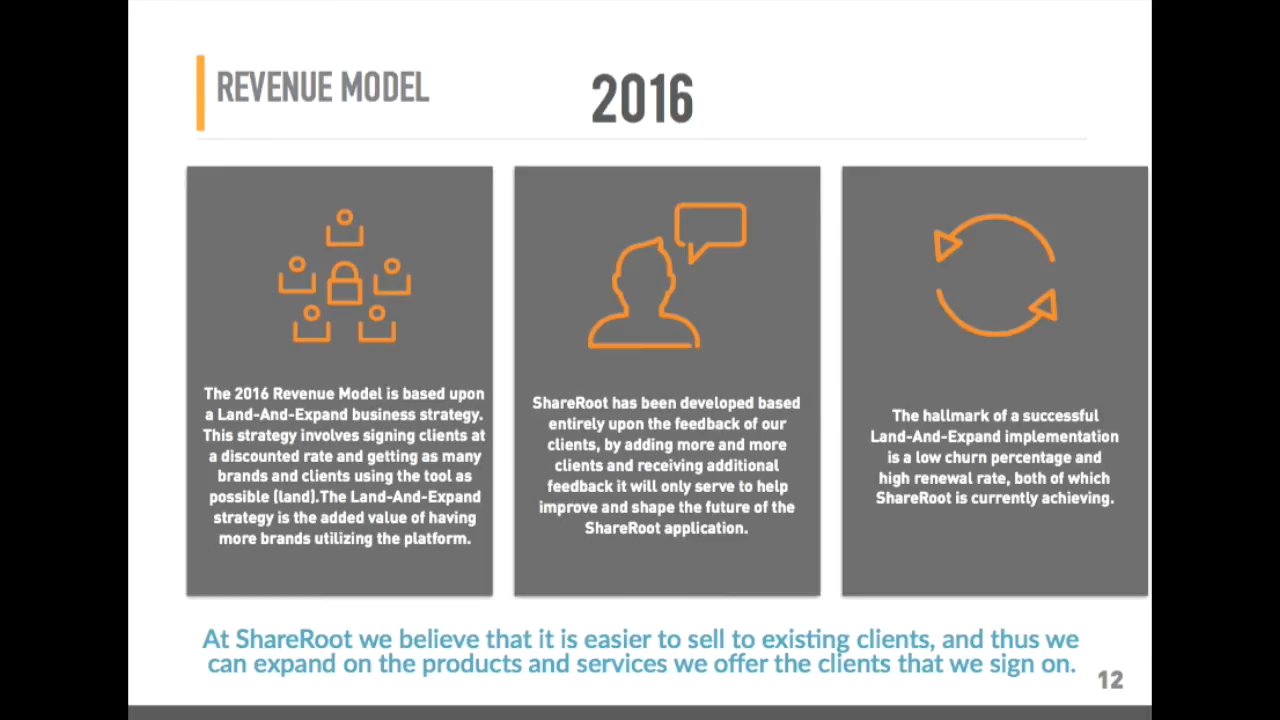 REVENUE MODEL
2016
The 2016 Revenue Model is based upon
a Land-And-Expand business strategy.
This strategy involves signing clients at
a discounted rate and getting as many
brands and clients using the tool as
possible (land).The Land-And-Expand
strategy is the added value of having
more brands utilizing the platform.
ShareRoot has been developed based
entirely upon the feedback of our
clients, by adding more and more
clients and receiving additional
feedback it will only serve to help
improve and shape the future of the
ShareRoot application.
The hallmark of a successful
Land-And-Expand implementation
is a low churn percentage and
high renewal rate, both of which
ShareRoot is currently achieving.
At ShareRoot we believe that it is easier to sell to existing clients, and thus we
can expand on the products and services we offer the clients that we sign on.
12